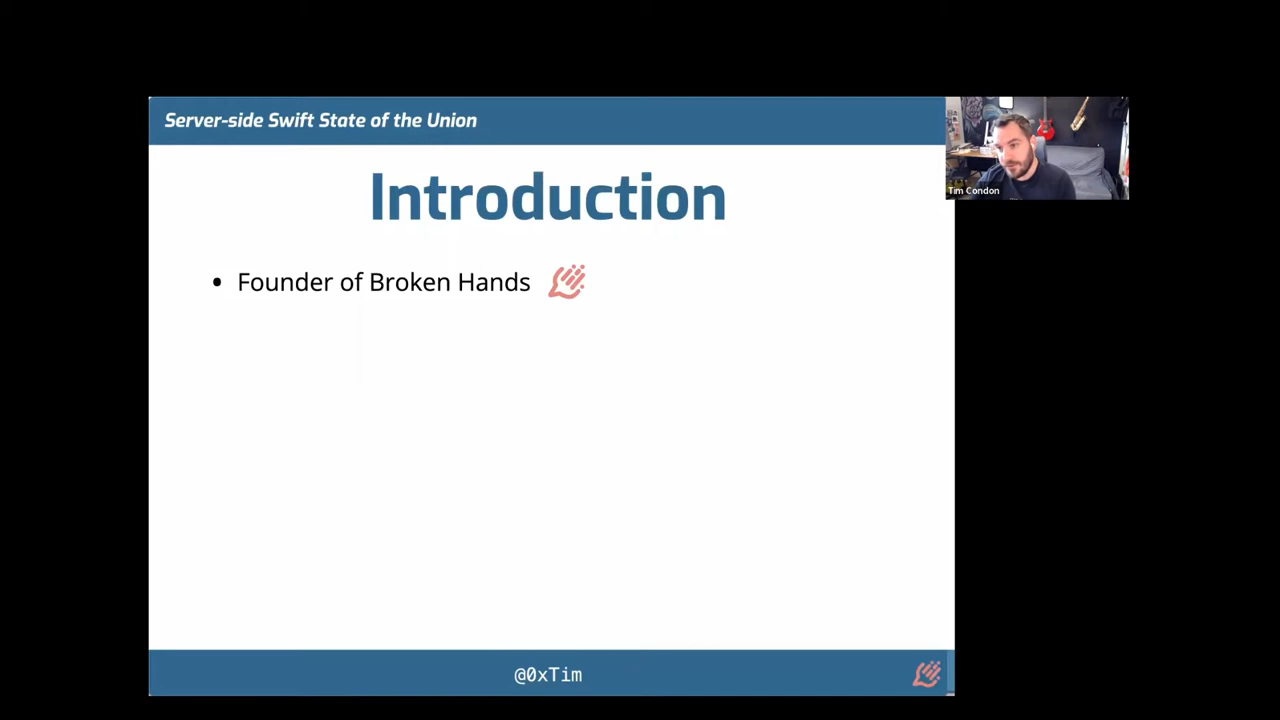 Server-side Swift State of the Union
Tim Condon
Introduction
• Founder of Broken Hands
@0xTim